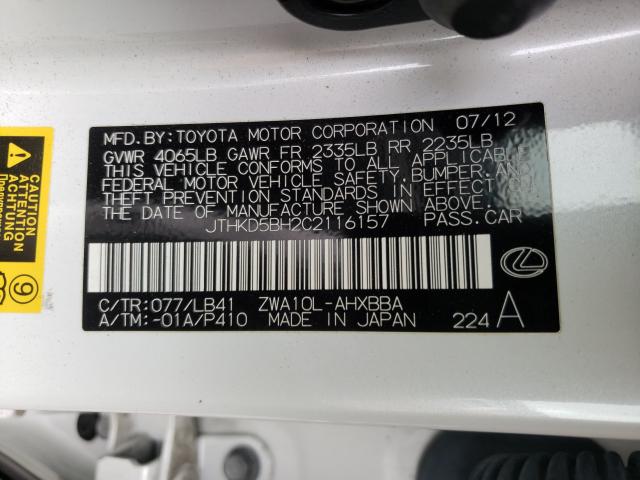 MFD.BY:TOYOTA MOTOR CORPORATION 07/12
GVWR 4065LB GAWR FR 2335LB RR 2235LB
THIS VEHICLE CONFORMS TO ALL APPLICABLE
FEDERAL MOTOR VEHICLE SAFETY,BUMPER,AND
THEFT PREVENTION STANDARDS IN EFFECT ON
THE DATE OF MANUFACTURE SHOWN ABOVE.
JTHKD5BH2C2116157 PASS.CAR
C/TR:077/LB41 ZWA10L-AHXBBA
A/TM:-01A/P410 MADE IN JAPAN 224 A
CAUTION
ACHTUNG
9